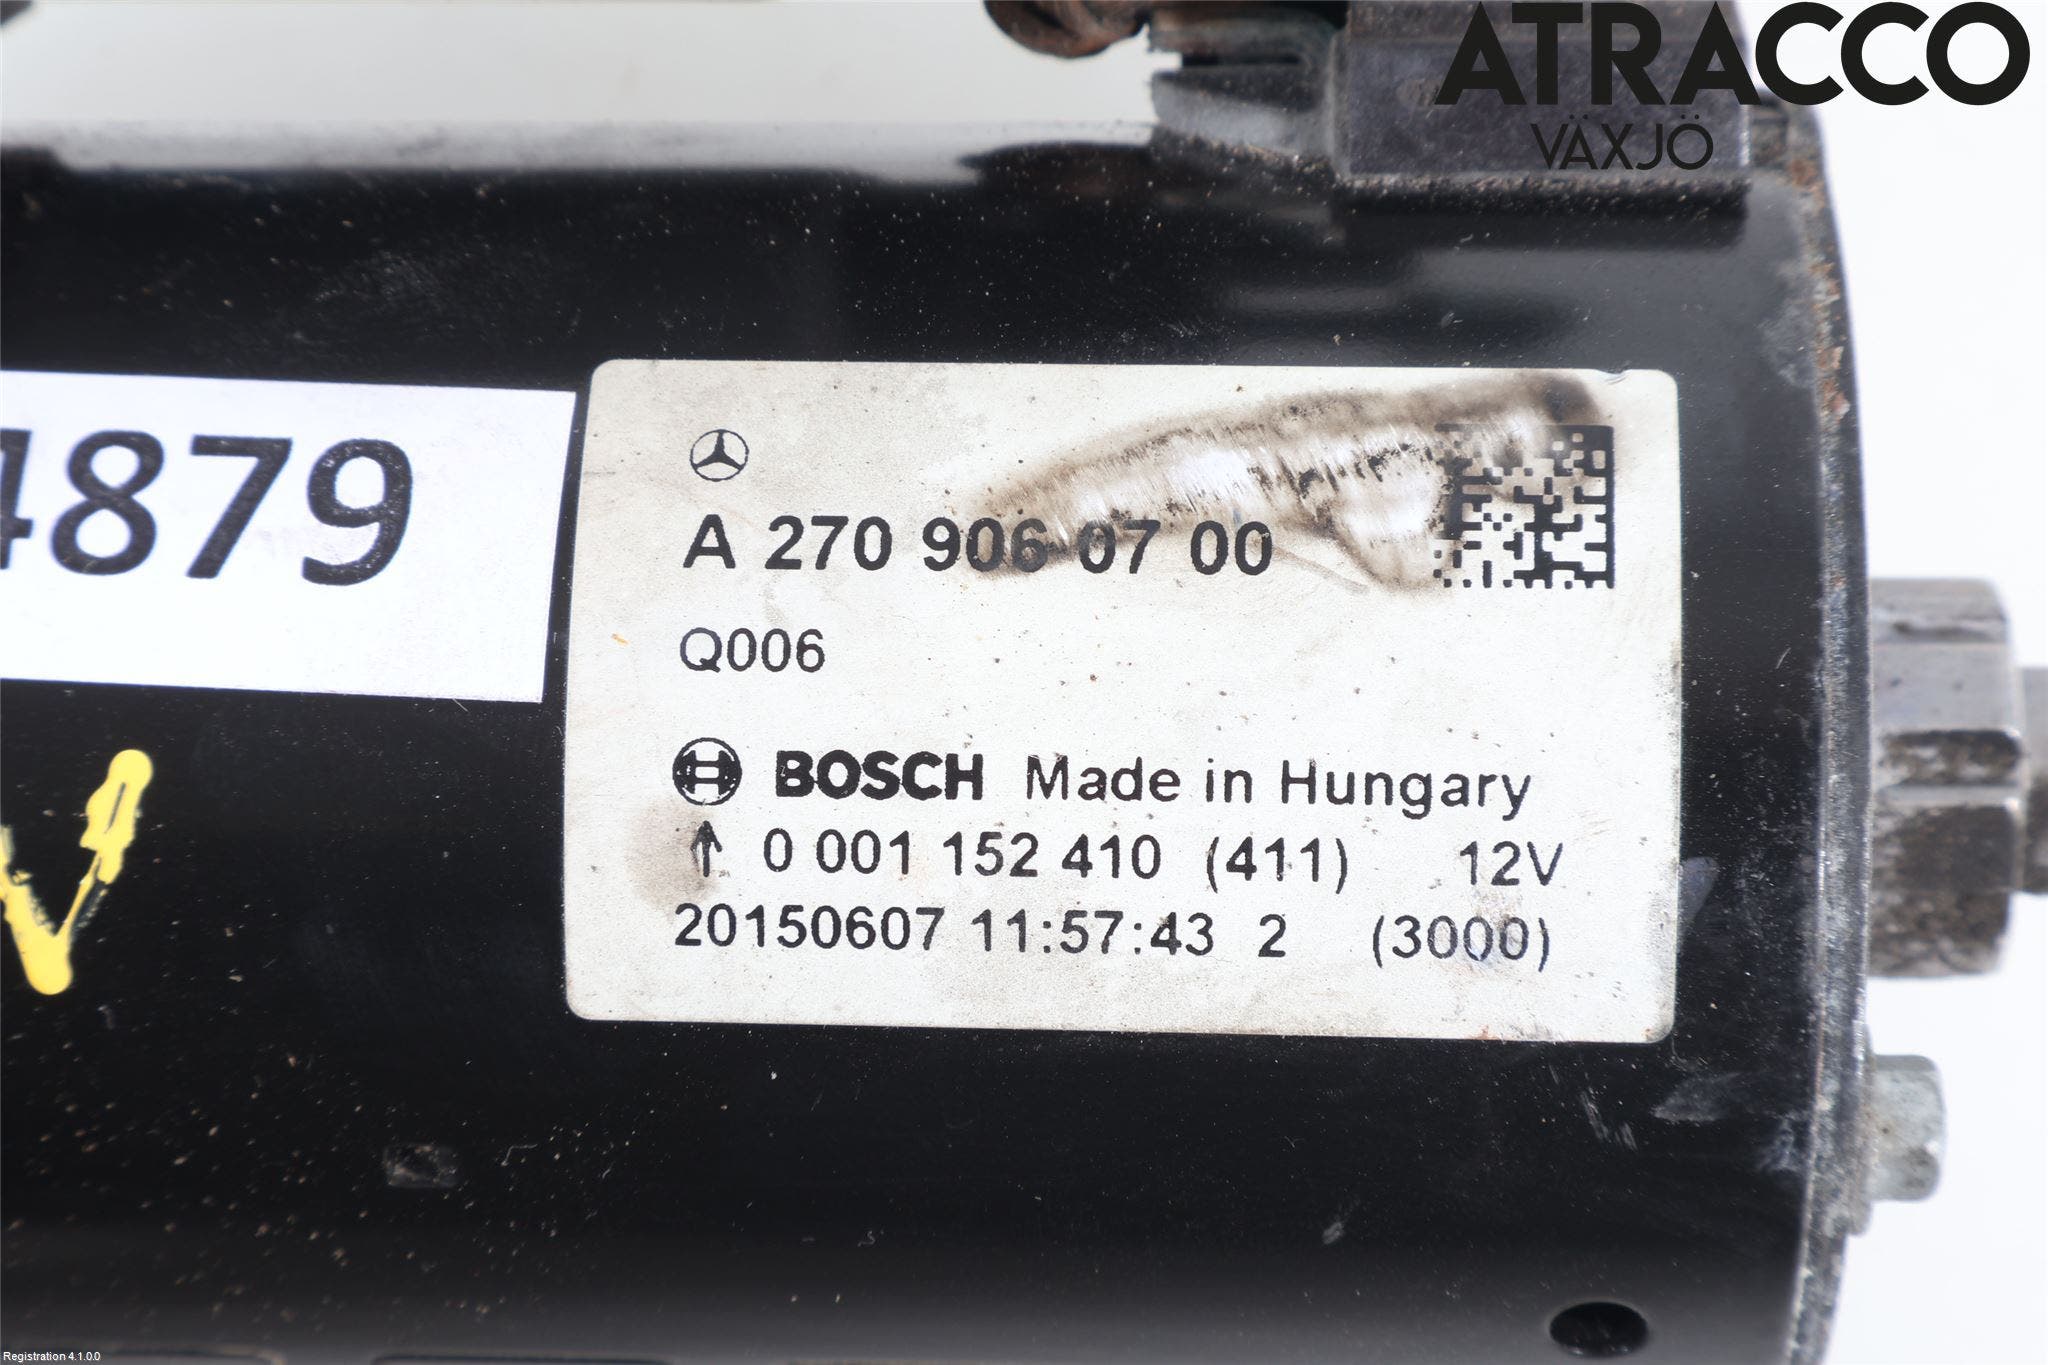 ATRACCO
VÄXJÖ
4879
A 270 906 07 00
Q006
BOSCH Made in Hungary
↑ 0 001 152 410 (411) 12V
20150607 11:57:43 2 (3000)
V
Registration 4.1.0.0